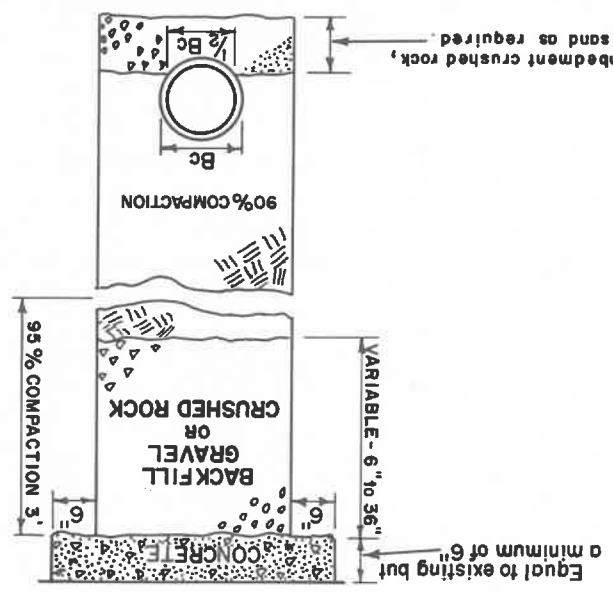 Equal to existing but
a minimum of 6"
CONCRETE
6"
6"
BACKFILL
GRAVEL
OR
CRUSHED ROCK
VARIABLE - 6" to 36"
95% COMPACTION 3'
90% COMPACTION
Bc
½ Bc
bedment crushed rock,
sand as required